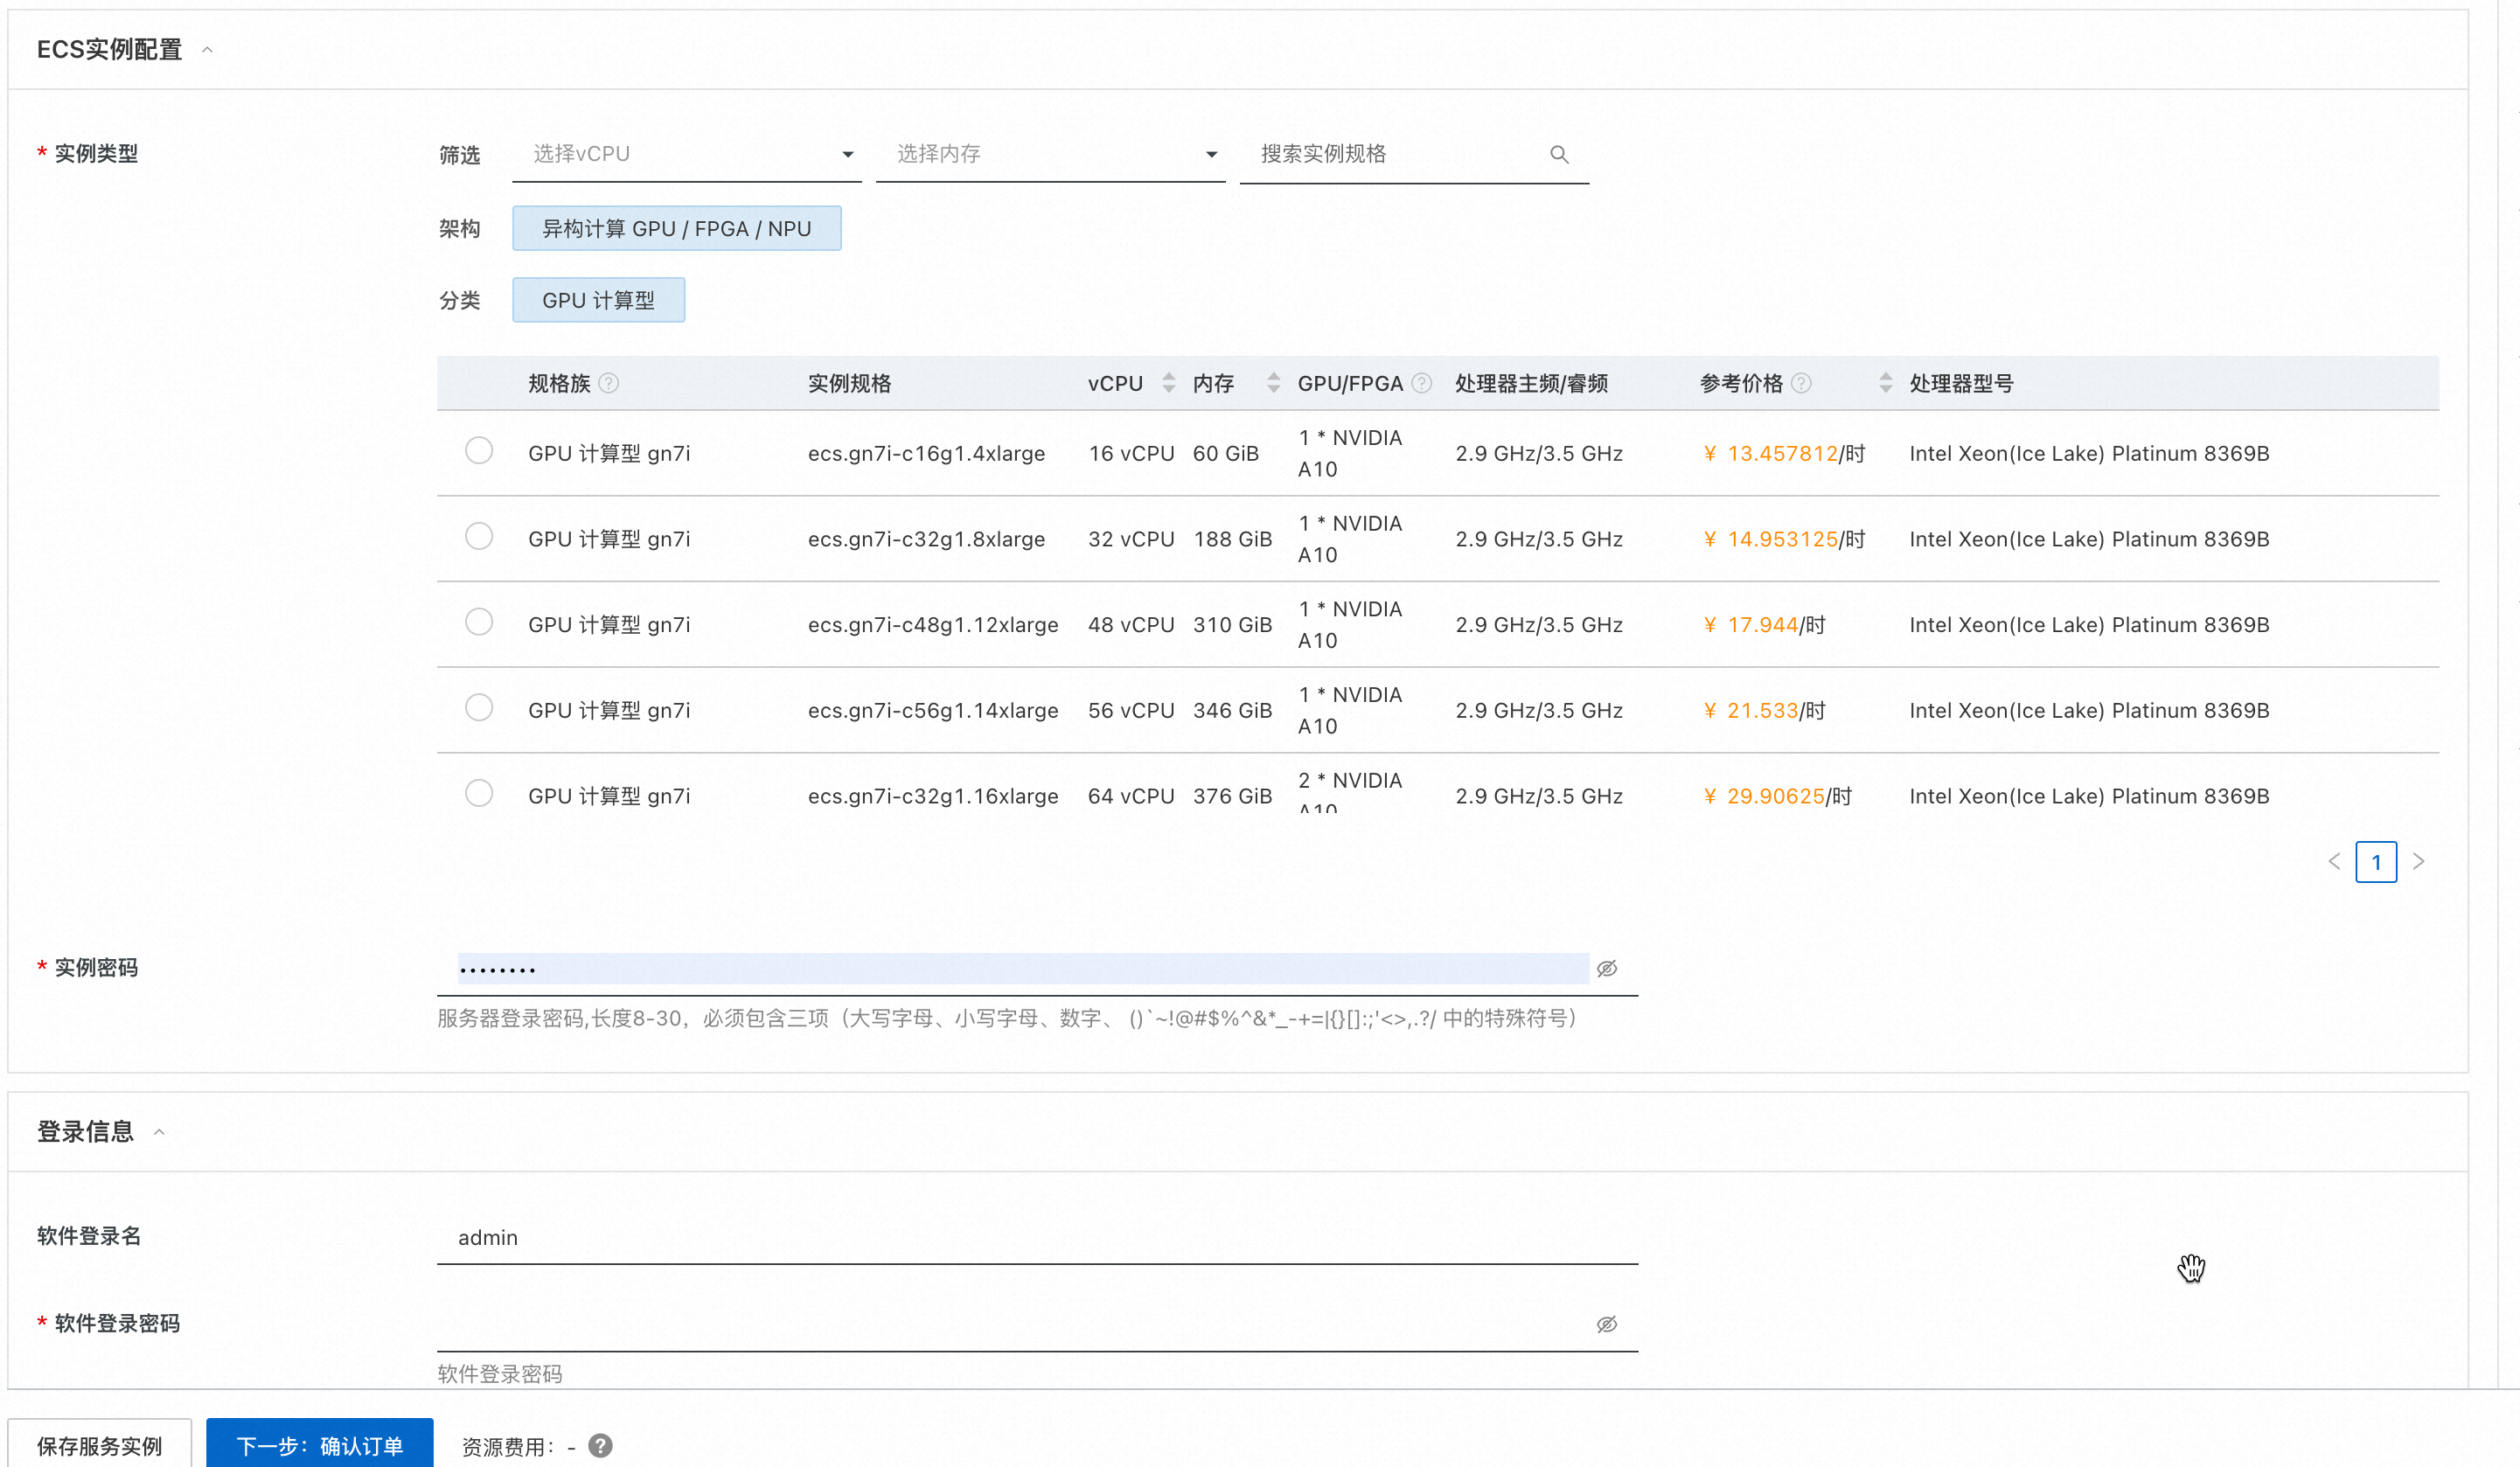 ECS实例配置
* 实例类型
筛选 选择vCPU 选择内存 搜索实例规格
架构 异构计算 GPU / FPGA / NPU
分类 GPU 计算型
规格族 实例规格 vCPU 内存 GPU/FPGA 处理器主频/睿频 参考价格 处理器型号
GPU 计算型 gn7i ecs.gn7i-c16g1.4xlarge 16 vCPU 60 GiB 1 * NVIDIA A10 2.9 GHz/3.5 GHz ¥ 13.457812/时 Intel Xeon(Ice Lake) Platinum 8369B
GPU 计算型 gn7i ecs.gn7i-c32g1.8xlarge 32 vCPU 188 GiB 1 * NVIDIA A10 2.9 GHz/3.5 GHz ¥ 14.953125/时 Intel Xeon(Ice Lake) Platinum 8369B
GPU 计算型 gn7i ecs.gn7i-c48g1.12xlarge 48 vCPU 310 GiB 1 * NVIDIA A10 2.9 GHz/3.5 GHz ¥ 17.944/时 Intel Xeon(Ice Lake) Platinum 8369B
GPU 计算型 gn7i ecs.gn7i-c56g1.14xlarge 56 vCPU 346 GiB 1 * NVIDIA A10 2.9 GHz/3.5 GHz ¥ 21.533/时 Intel Xeon(Ice Lake) Platinum 8369B
GPU 计算型 gn7i ecs.gn7i-c32g1.16xlarge 64 vCPU 376 GiB 2 * NVIDIA A10 2.9 GHz/3.5 GHz ¥ 29.90625/时 Intel Xeon(Ice Lake) Platinum 8369B
< 1 >
* 实例密码 ••••••••
服务器登录密码,长度8-30，必须包含三项（大写字母、小写字母、数字、 ()`~!@#$%^&*_-+=|{}[]:;'<>,.?/ 中的特殊符号）
登录信息
软件登录名 admin
* 软件登录密码
软件登录密码
保存服务实例 下一步：确认订单 资源费用：- ?